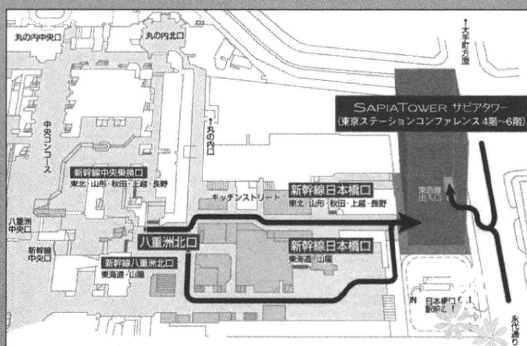 丸の内中央口
丸の内北口
↑大手町方面
SAPIATOWER サピアタワー
(東京ステーションコンファレンス 4階~6階)
中央コンコース
↑丸の内口
新幹線中央乗換口
東北・山形・秋田・上越・長野
キッチンストリート
新幹線日本橋口
東北・山形・秋田・上越・長野
東西線
出入口
八重洲
中央口
八重洲北口
新幹線
中央口
新幹線八重洲北口
東海道・山陽
新幹線日本橋口
東海道・山陽
IN
日本橋口
永代通り